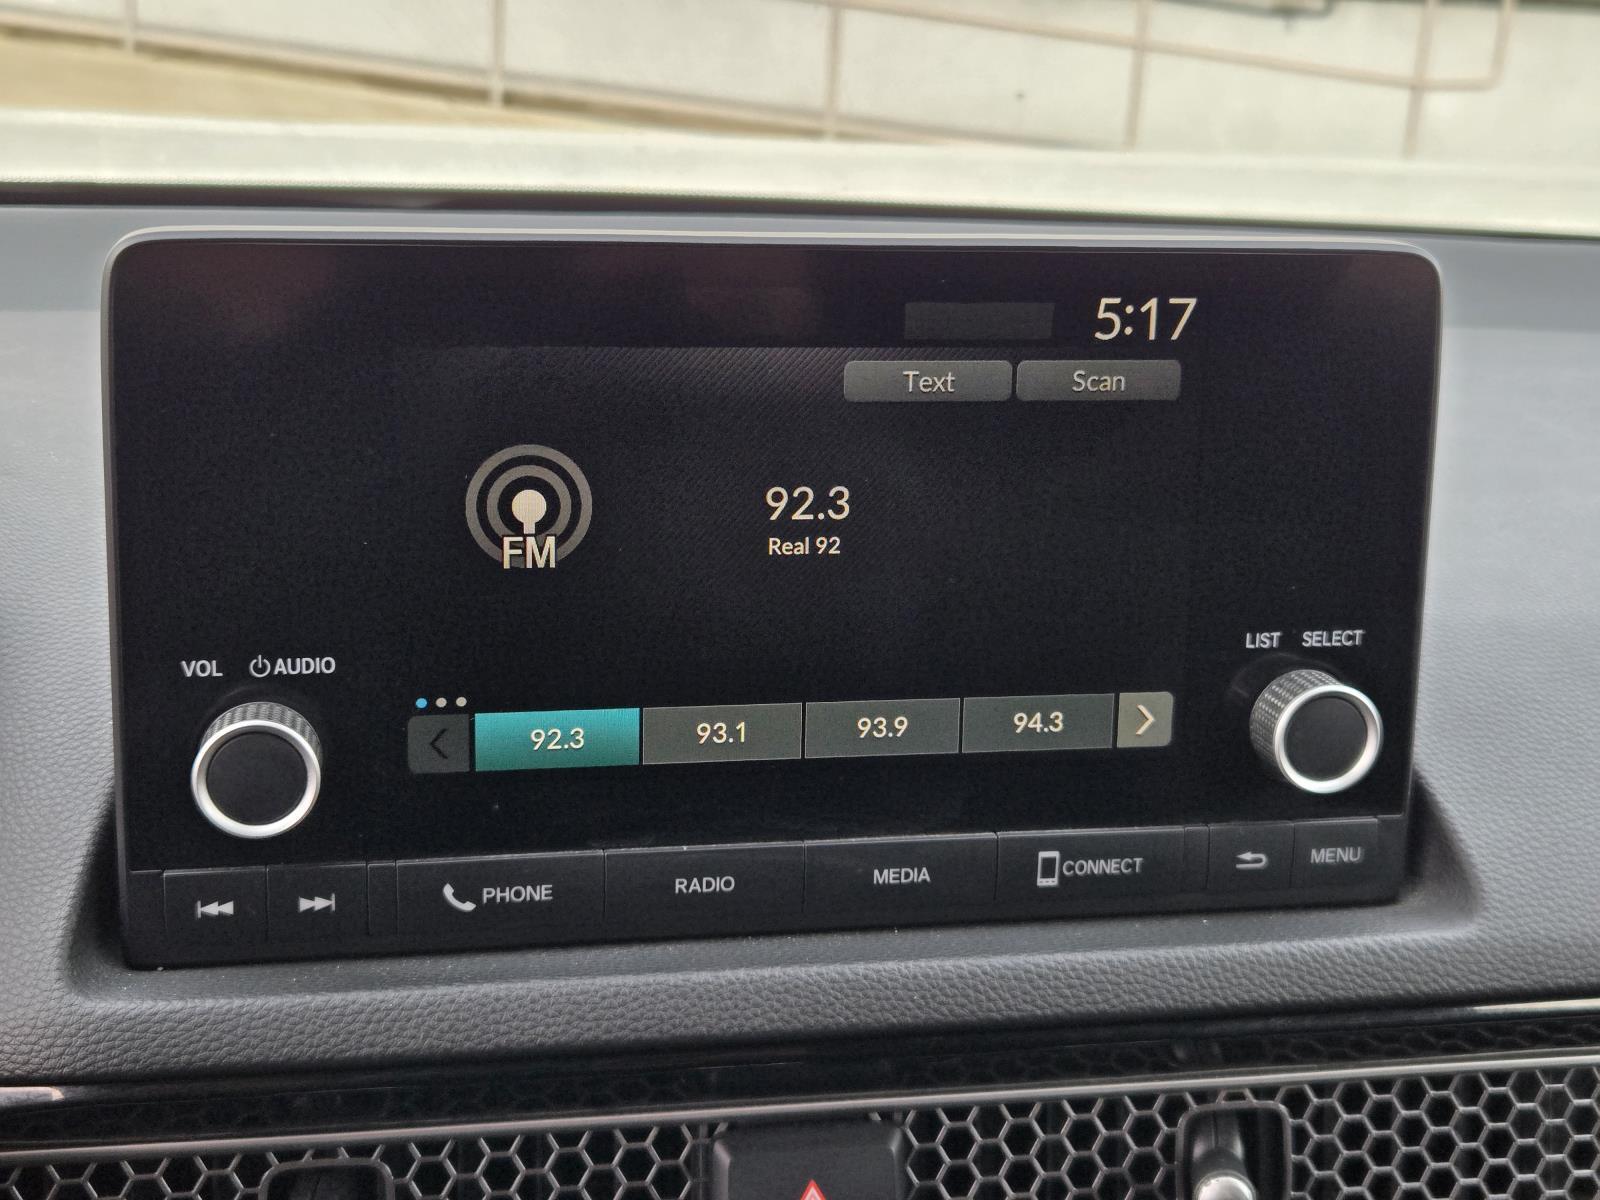 5:17
Text Scan
FM
92.3
Real 92
VOL AUDIO
LIST SELECT
92.3 93.1 93.9 94.3
PHONE RADIO MEDIA CONNECT MENU